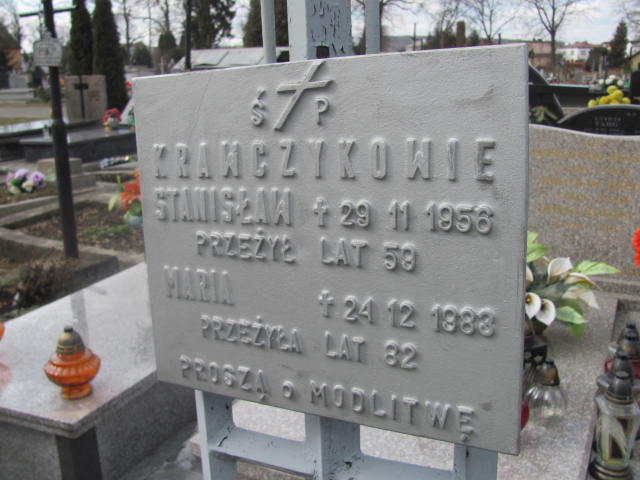 Ś P
KRAWCZYKOWIE
STANISŁAW † 29 11 1956
PRZEŻYŁ LAT 59
MARIA † 24 12 1983
PRZEŻYŁA LAT 82
PROSZĄ o MODLITWĘ